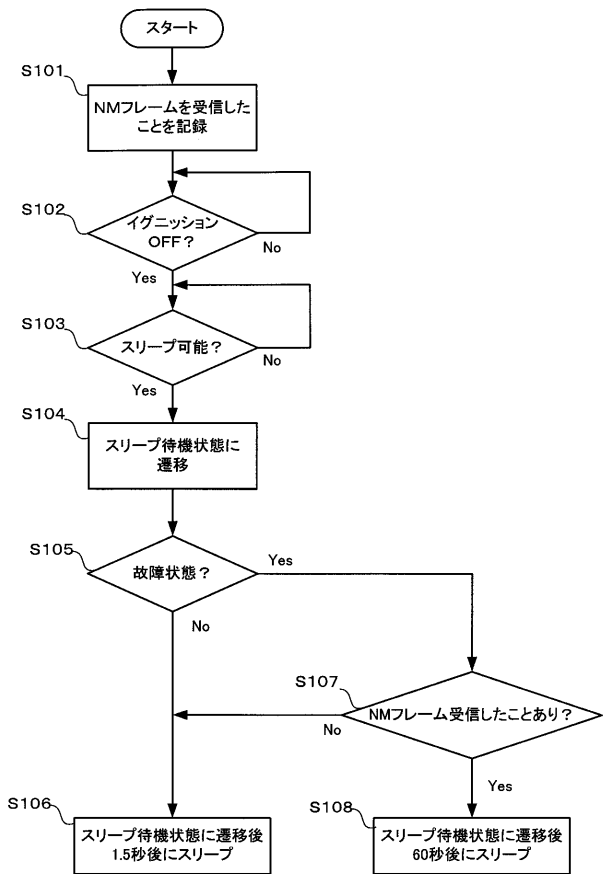 スタート
S101
NMフレームを受信した
ことを記録
S102
イグニッション
OFF？
No
Yes
S103
スリープ可能？
No
Yes
S104
スリープ待機状態に
遷移
S105
故障状態？
Yes
No
S107
NMフレーム受信したことあり？
No
Yes
S106
スリープ待機状態に遷移後
1.5秒後にスリープ
S108
スリープ待機状態に遷移後
60秒後にスリープ